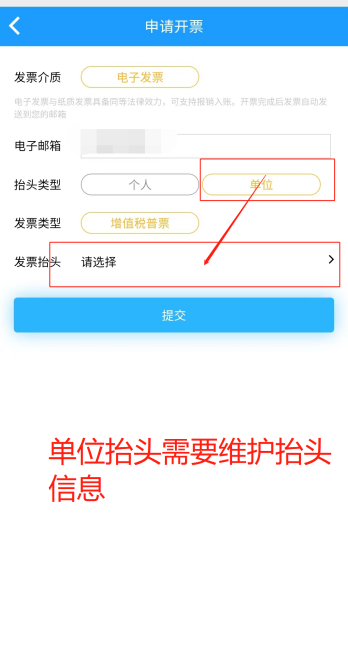 申请开票
发票介质 电子发票
电子发票与纸质发票具备同等法律效力，可支持报销入账。开票完成后发票自动发
送到您的邮箱
电子邮箱
抬头类型 个人 单位
发票类型 增值税普票
发票抬头 请选择
提交
单位抬头需要维护抬头
信息